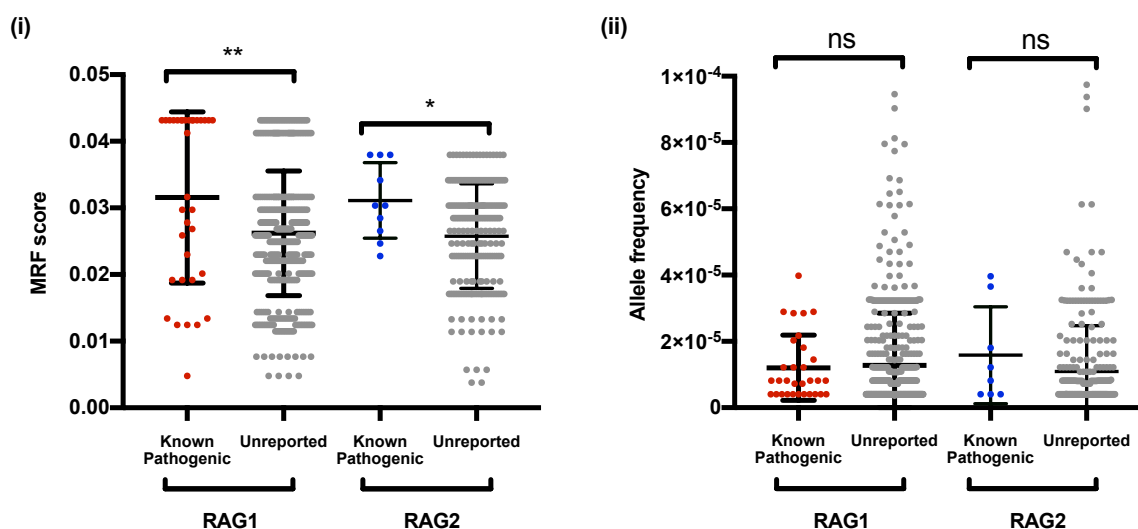 (i)
**
*
0.05
0.04
0.03
0.02
0.01
0.00
MRF score
Known Pathogenic
Unreported
Known Pathogenic
Unreported
RAG1
RAG2
(ii)
ns
ns
1×10-4
8×10-5
6×10-5
4×10-5
2×10-5
0
Allele frequency
Known Pathogenic
Unreported
Known Pathogenic
Unreported
RAG1
RAG2